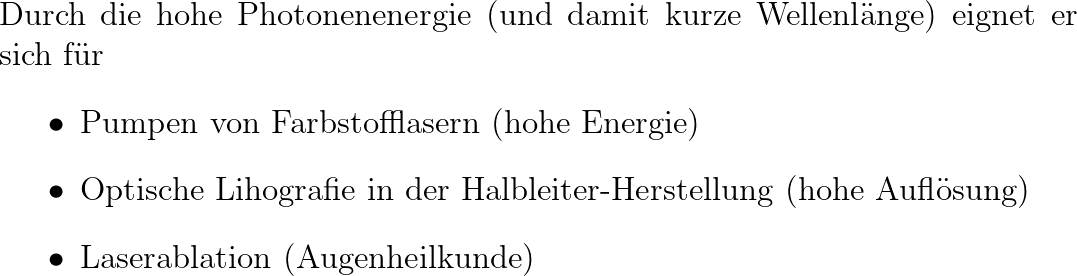 Durch die hohe Photonenenergie (und damit kurze Wellenlänge) eignet er
sich für
• Pumpen von Farbstofflasern (hohe Energie)
• Optische Lihografie in der Halbleiter-Herstellung (hohe Auflösung)
• Laserablation (Augenheilkunde)